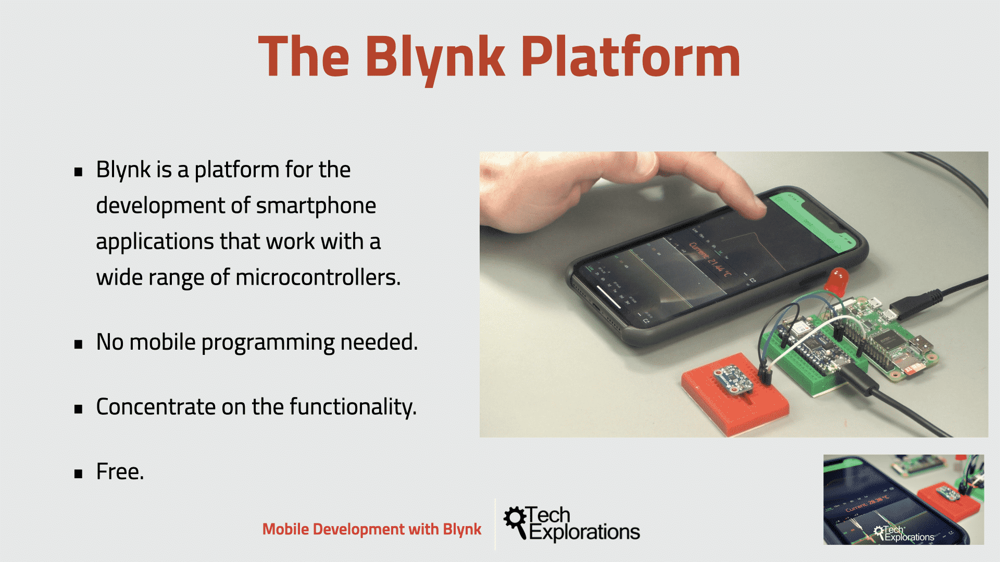 The Blynk Platform
▪ Blynk is a platform for the
development of smartphone
applications that work with a
wide range of microcontrollers.
▪ No mobile programming needed.
▪ Concentrate on the functionality.
▪ Free.
Current: 21.44 °C
Mobile Development with Blynk
Tech
Explorations
Current: 28.30 °C
Tech
Explorations